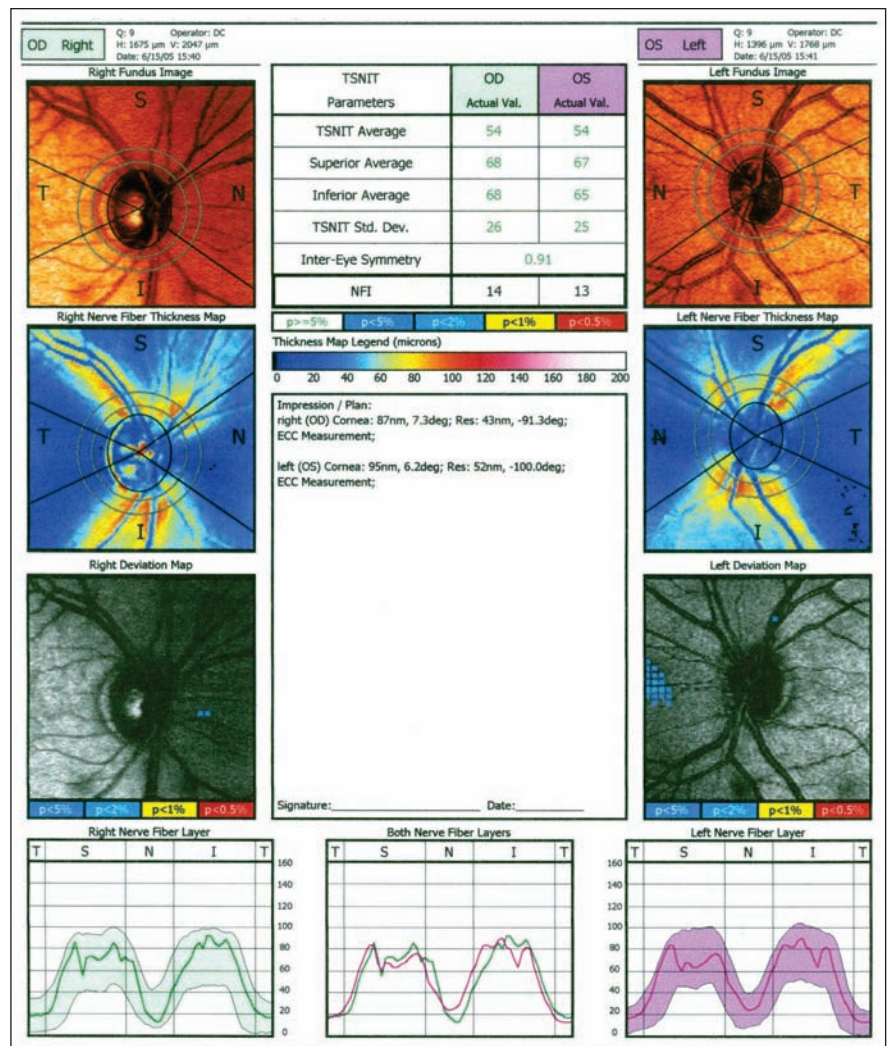 OD Right
Q: 9 Operator: DC
H: 1675 µm V: 2047 µm
Date: 6/15/05 15:40
OS Left
Q: 9 Operator: DC
H: 1396 µm V: 1768 µm
Date: 6/15/05 15:41
Right Fundus Image
S
T
N
I
TSNIT Parameters
OD Actual Val.
OS Actual Val.
TSNIT Average 54 54
Superior Average 68 67
Inferior Average 68 65
TSNIT Std. Dev. 26 25
Inter-Eye Symmetry 0.91
NFI 14 13
p>=5% p<5% p<2% p<1% p<0.5%
Thickness Map Legend (microns)
0 20 40 60 80 100 120 140 160 180 200
Left Fundus Image
S
N
T
I
Right Nerve Fiber Thickness Map
S
T
N
I
Left Nerve Fiber Thickness Map
S
N
T
I
Impression / Plan:
right (OD) Cornea: 87nm, 7.3deg; Res: 43nm, -91.3deg;
ECC Measurement;
left (OS) Cornea: 95nm, 6.2deg; Res: 52nm, -100.0deg;
ECC Measurement;
Signature: Date:
Right Deviation Map
p<5% p<2% p<1% p<0.5%
Left Deviation Map
p<5% p<2% p<1% p<0.5%
Right Nerve Fiber Layer
T S N I T
160
140
120
100
80
60
40
20
0
Both Nerve Fiber Layers
T S N I T
Left Nerve Fiber Layer
T S N I T
160
140
120
100
80
60
40
20
0